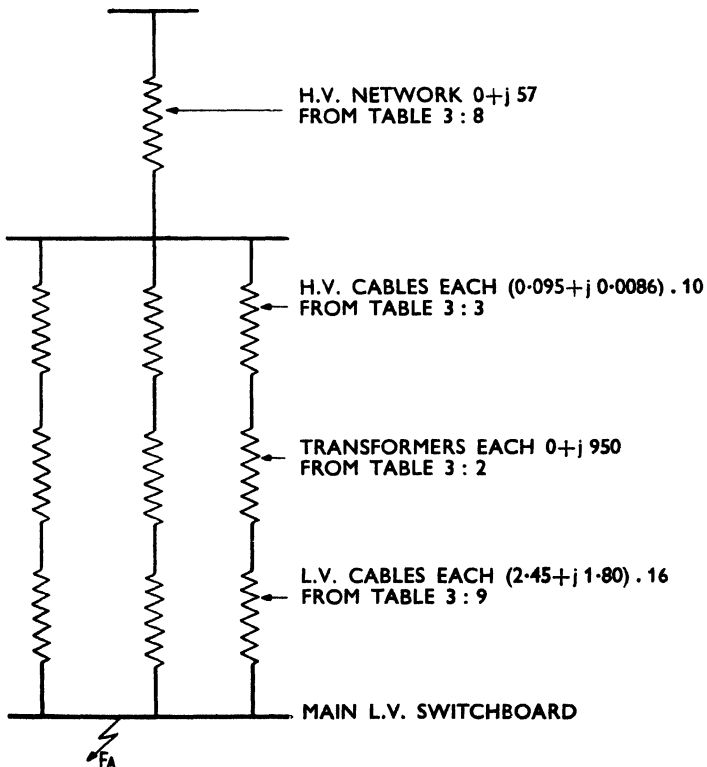 H.V. NETWORK 0+j 57
FROM TABLE 3 : 8
H.V. CABLES EACH (0·095+j 0·0086) . 10
FROM TABLE 3 : 3
TRANSFORMERS EACH 0+j 950
FROM TABLE 3 : 2
L.V. CABLES EACH (2·45+j 1·80) . 16
FROM TABLE 3 : 9
MAIN L.V. SWITCHBOARD
FA